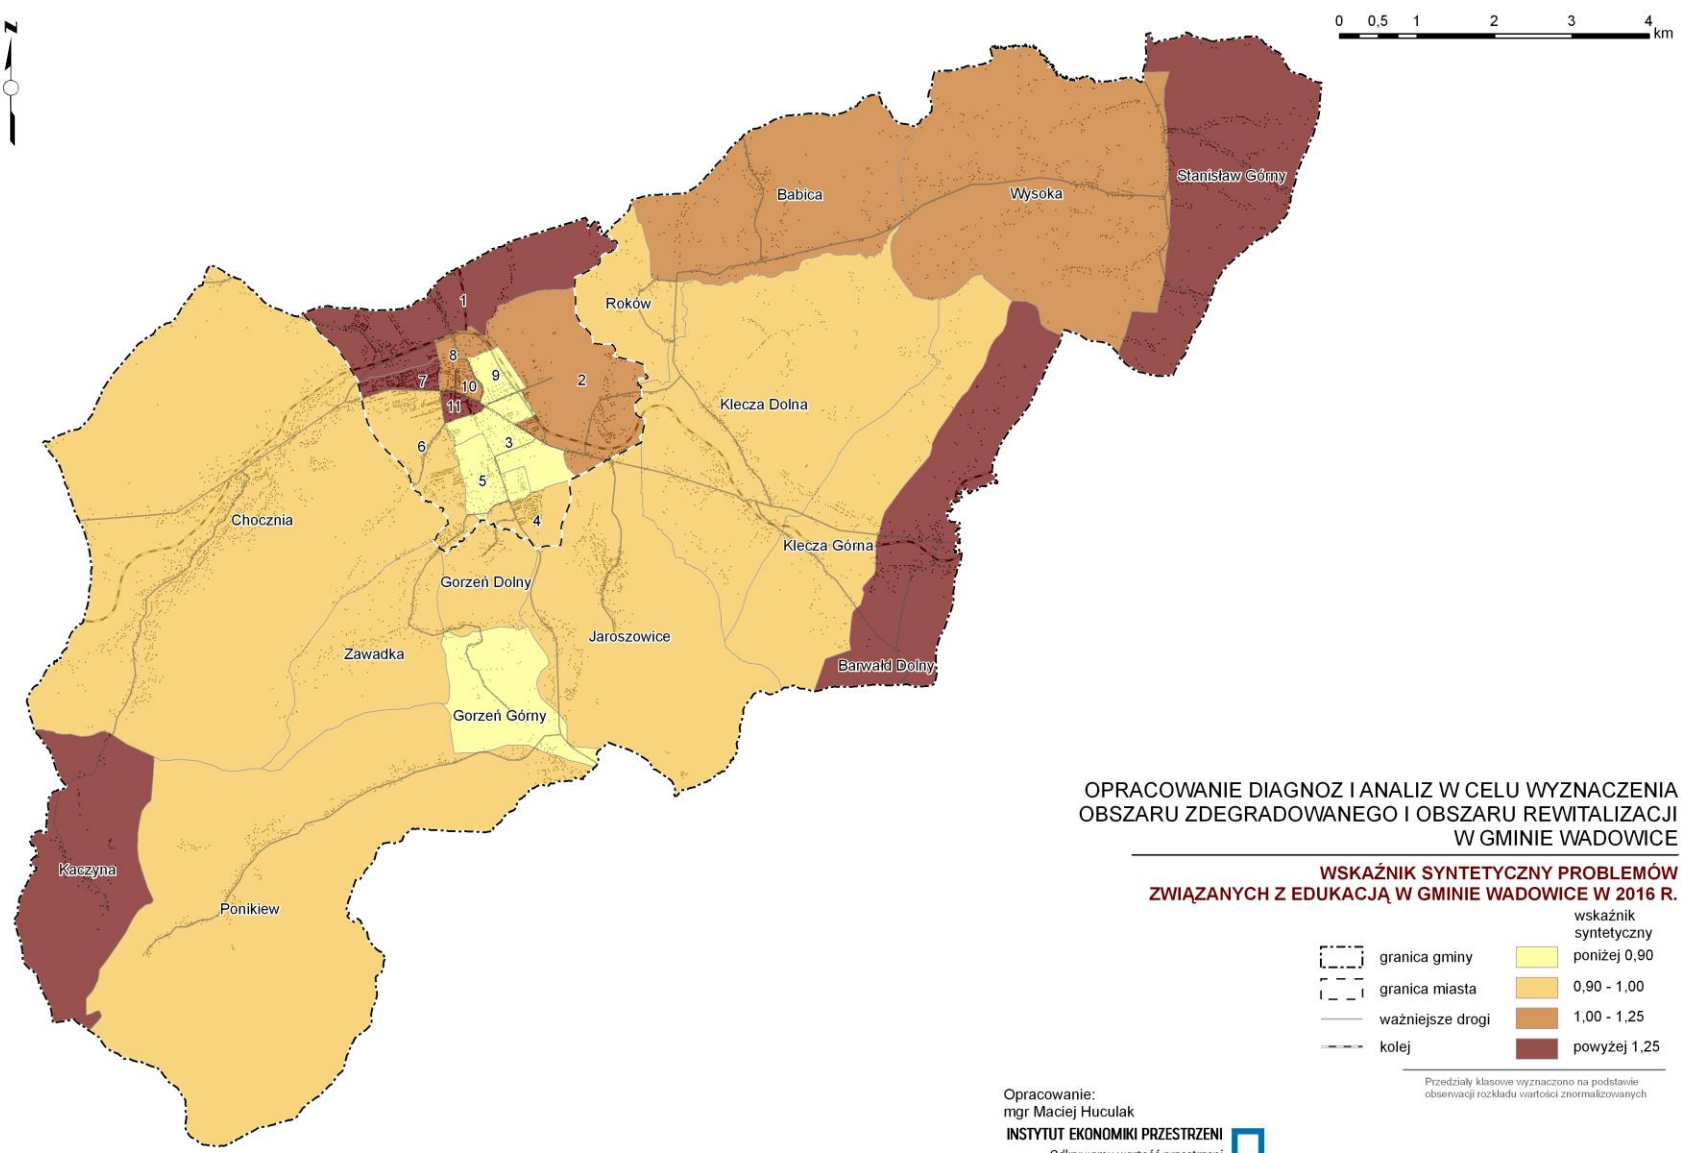 N
0 0,5 1 2 3 4
km
Stanisław Górny
Babica
Wysoka
1
Roków
8
9
7
10
2
11
Klecza Dolna
6
3
5
Chocznia
4
Klecza Górna
Gorzeń Dolny
Jaroszowice
Zawadka
Barwałd Dolny
Gorzeń Górny
Kaczyna
Ponikiew
OPRACOWANIE DIAGNOZ I ANALIZ W CELU WYZNACZENIA
OBSZARU ZDEGRADOWANEGO I OBSZARU REWITALIZACJI
W GMINIE WADOWICE
WSKAŹNIK SYNTETYCZNY PROBLEMÓW
ZWIĄZANYCH Z EDUKACJĄ W GMINIE WADOWICE W 2016 R.
wskaźnik
syntetyczny
granica gminy poniżej 0,90
granica miasta 0,90 - 1,00
ważniejsze drogi 1,00 - 1,25
kolej powyżej 1,25
Przedziały klasowe wyznaczono na podstawie
obserwacji rozkładu wartości znormalizowanych
Opracowanie:
mgr Maciej Huculak
INSTYTUT EKONOMIKI PRZESTRZENI